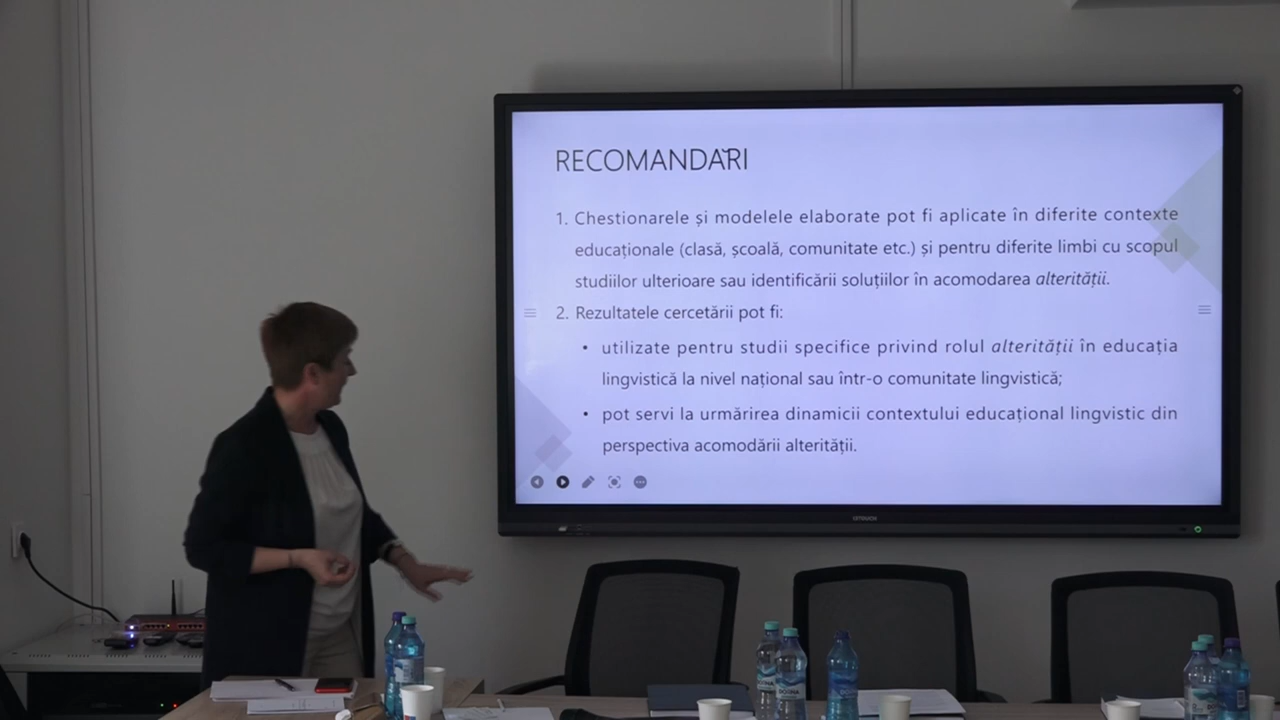 RECOMANDĂRI
1. Chestionarele și modelele elaborate pot fi aplicate în diferite contexte
educaționale (clasă, școală, comunitate etc.) și pentru diferite limbi cu scopul
studiilor ulterioare sau identificării soluțiilor în acomodarea alterității.
2. Rezultatele cercetării pot fi:
• utilizate pentru studii specifice privind rolul alterității în educația
lingvistică la nivel național sau într-o comunitate lingvistică;
• pot servi la urmărirea dinamicii contextului educațional lingvistic din
perspectiva acomodării alterității.
DORNA